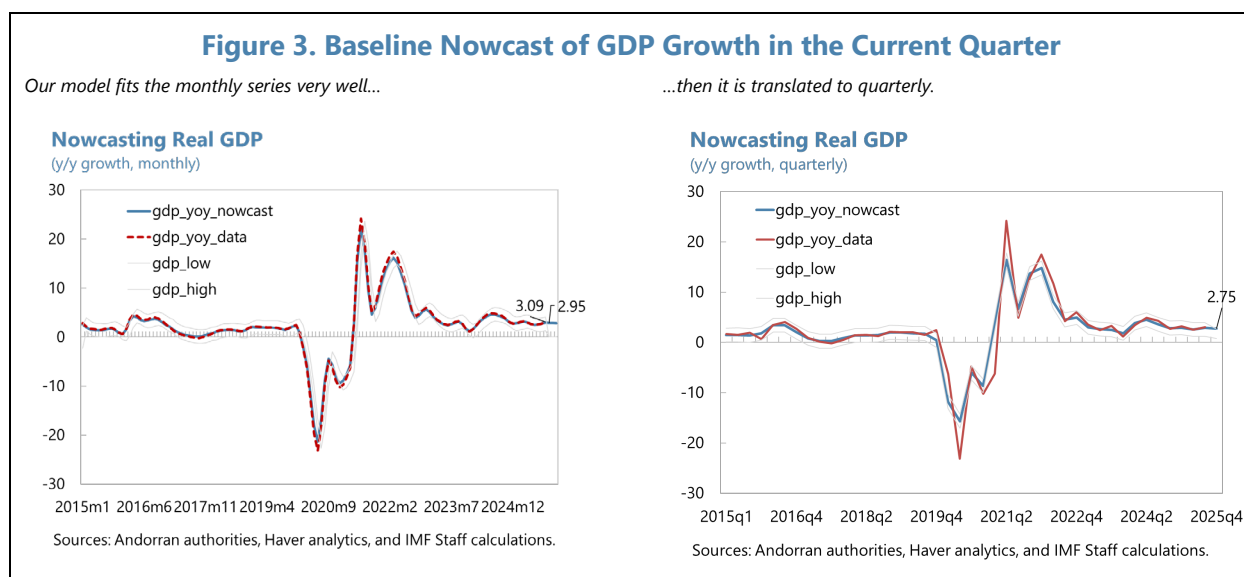 Figure 3. Baseline Nowcast of GDP Growth in the Current Quarter
Our model fits the monthly series very well...
Nowcasting Real GDP
(y/y growth, monthly)
30
20
10
0
-10
-20
-30
gdp_yoy_nowcast
gdp_yoy_data
gdp_low
gdp_high
3.09
2.95
2015m1 2016m6 2017m11 2019m4 2020m9 2022m2 2023m7 2024m12
Sources: Andorran authorities, Haver analytics, and IMF Staff calculations.
...then it is translated to quarterly.
Nowcasting Real GDP
(y/y growth, quarterly)
30
20
10
0
-10
-20
-30
gdp_yoy_nowcast
gdp_yoy_data
gdp_low
gdp_high
2.75
2015q1 2016q4 2018q2 2019q4 2021q2 2022q4 2024q2 2025q4
Sources: Andorran authorities, Haver analytics, and IMF Staff calculations.